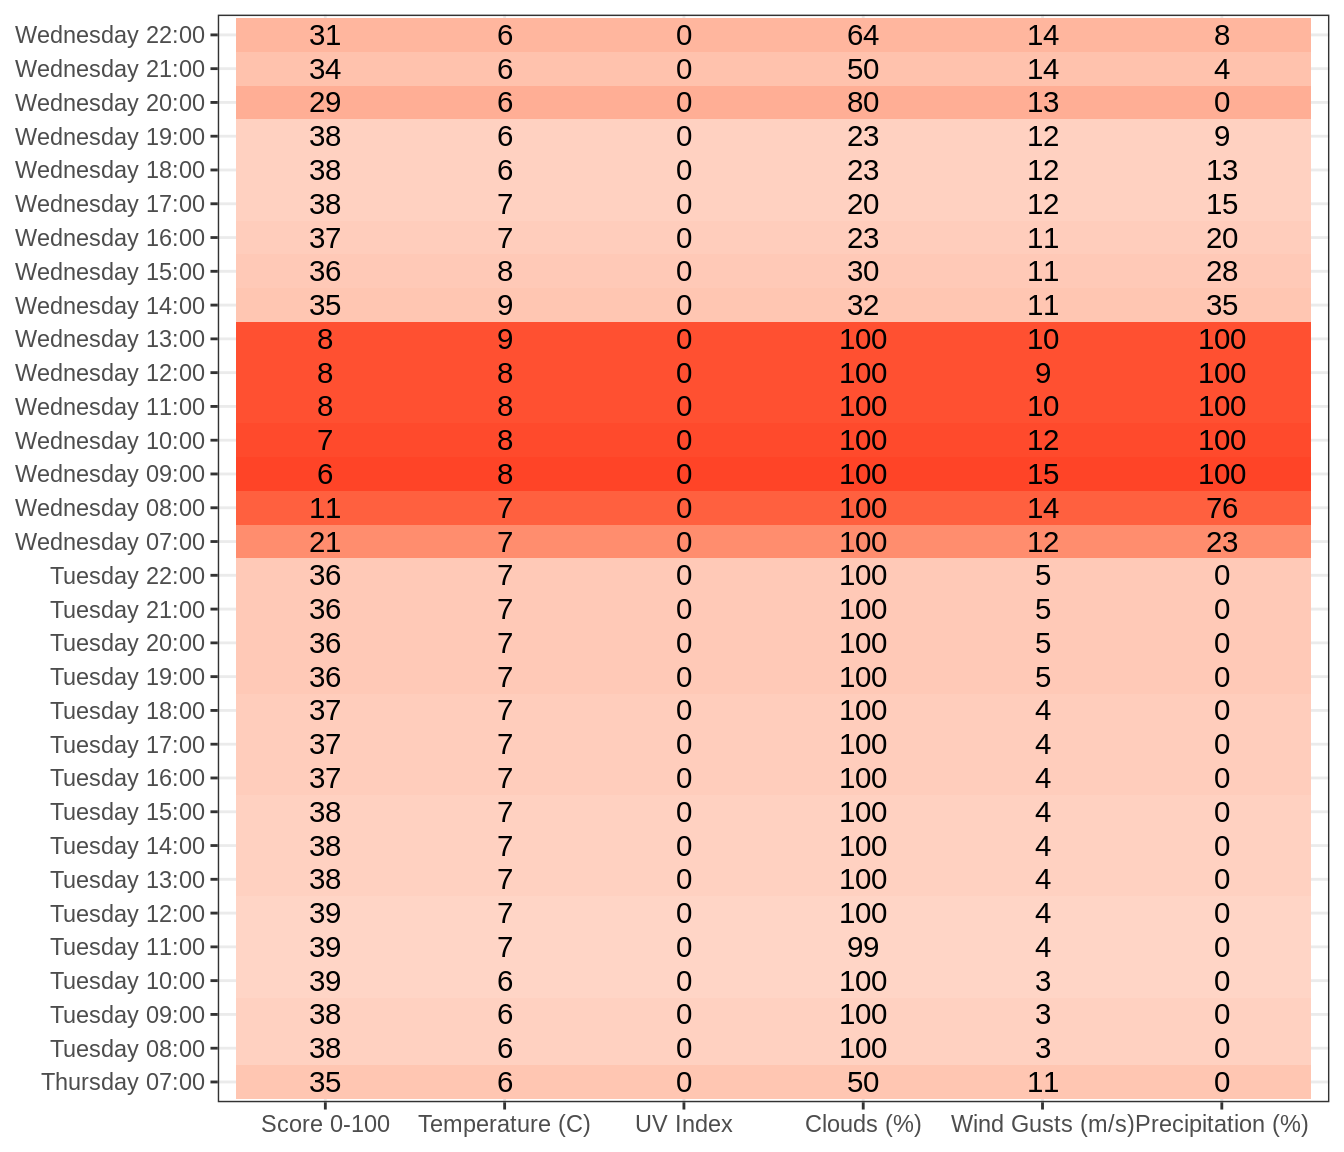 Wednesday 22:00 31 6 0 64 14 8
Wednesday 21:00 34 6 0 50 14 4
Wednesday 20:00 29 6 0 80 13 0
Wednesday 19:00 38 6 0 23 12 9
Wednesday 18:00 38 6 0 23 12 13
Wednesday 17:00 38 7 0 20 12 15
Wednesday 16:00 37 7 0 23 11 20
Wednesday 15:00 36 8 0 30 11 28
Wednesday 14:00 35 9 0 32 11 35
Wednesday 13:00 8 9 0 100 10 100
Wednesday 12:00 8 8 0 100 9 100
Wednesday 11:00 8 8 0 100 10 100
Wednesday 10:00 7 8 0 100 12 100
Wednesday 09:00 6 8 0 100 15 100
Wednesday 08:00 11 7 0 100 14 76
Wednesday 07:00 21 7 0 100 12 23
Tuesday 22:00 36 7 0 100 5 0
Tuesday 21:00 36 7 0 100 5 0
Tuesday 20:00 36 7 0 100 5 0
Tuesday 19:00 36 7 0 100 5 0
Tuesday 18:00 37 7 0 100 4 0
Tuesday 17:00 37 7 0 100 4 0
Tuesday 16:00 37 7 0 100 4 0
Tuesday 15:00 38 7 0 100 4 0
Tuesday 14:00 38 7 0 100 4 0
Tuesday 13:00 38 7 0 100 4 0
Tuesday 12:00 39 7 0 100 4 0
Tuesday 11:00 39 7 0 99 4 0
Tuesday 10:00 39 6 0 100 3 0
Tuesday 09:00 38 6 0 100 3 0
Tuesday 08:00 38 6 0 100 3 0
Thursday 07:00 35 6 0 50 11 0
Score 0-100 Temperature (C) UV Index Clouds (%) Wind Gusts (m/s) Precipitation (%)